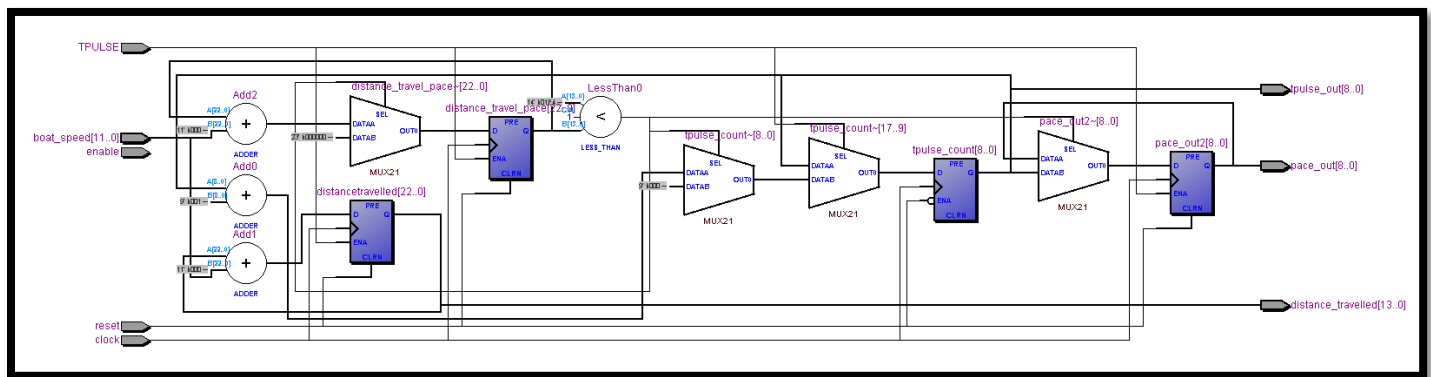 TPULSE
boat_speed[11..0]
enable
reset
clock
Add2
A[22..0]
B[22..0]
ADDER
Add0
A[8..0]
B[8..0]
ADDER
Add1
A[22..0]
B[22..0]
ADDER
distance_travel_pace~[22..0]
SEL
DATAA
DATAB
OUT0
MUX21
distancetravelled[22..0]
PRE
D
Q
ENA
CLRN
distance_travel_pace[22..0]
PRE
D
Q
ENA
CLRN
LessThan0
A[13..0]
B[13..0]
<
LESS_THAN
tpulse_count~[8..0]
SEL
DATAA
DATAB
OUT0
MUX21
tpulse_count~[17..9]
SEL
DATAA
DATAB
OUT0
MUX21
tpulse_count[8..0]
PRE
D
Q
ENA
CLRN
pace_out2~[8..0]
SEL
DATAA
DATAB
OUT0
MUX21
pace_out2[8..0]
PRE
D
Q
ENA
CLRN
tpulse_out[8..0]
pace_out[8..0]
distance_travelled[13..0]